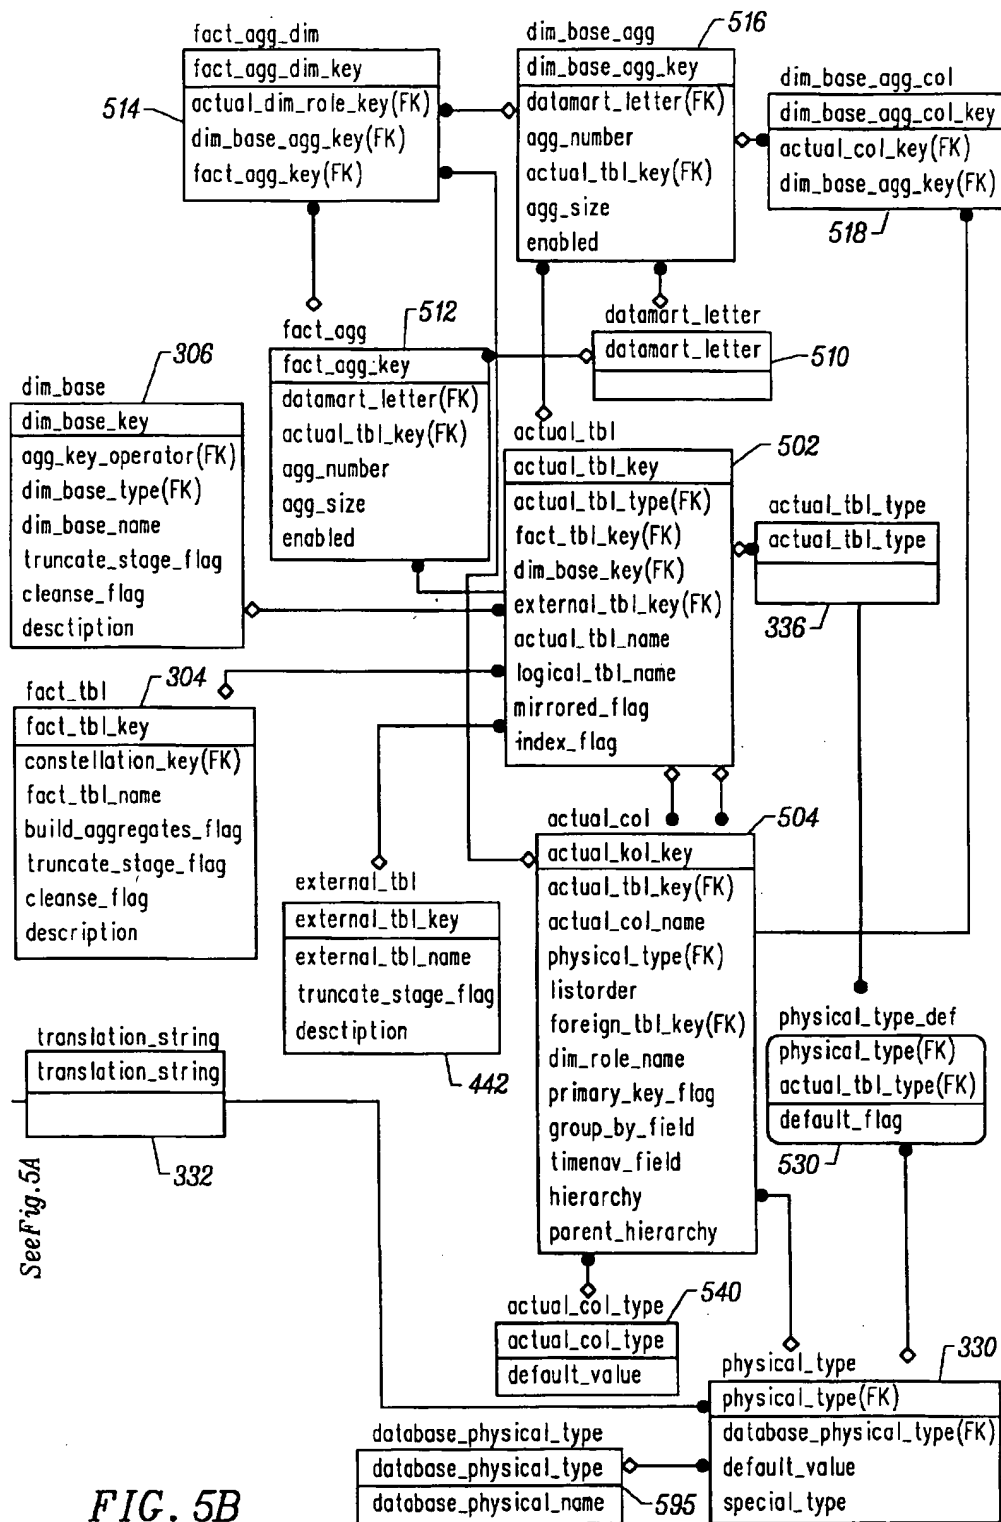 fact_agg_dim
fact_agg_dim_key
actual_dim_role_key(FK)
dim_base_agg_key(FK)
fact_agg_key(FK)
514
dim_base_agg
516
dim_base_agg_key
datamart_letter(FK)
agg_number
actual_tbl_key(FK)
agg_size
enabled
dim_base_agg_col
dim_base_agg_col_key
actual_col_key(FK)
dim_base_agg_key(FK)
518
datamart_letter
datamart_letter
510
fact_agg
512
fact_agg_key
datamart_letter(FK)
actual_tbl_key(FK)
agg_number
agg_size
enabled
306
dim_base
dim_base_key
agg_key_operator(FK)
dim_base_type(FK)
dim_base_name
truncate_stage_flag
cleanse_flag
desctiption
actual_tbl
502
actual_tbl_key
actual_tbl_type(FK)
fact_tbl_key(FK)
dim_base_key(FK)
external_tbl_key(FK)
actual_tbl_name
logical_tbl_name
mirrored_flag
index_flag
actual_tbl_type
actual_tbl_type
336
fact_tbl
304
fact_tbl_key
constellation_key(FK)
fact_tbl_name
build_aggregates_flag
truncate_stage_flag
cleanse_flag
description
external_tbl
external_tbl_key
external_tbl_name
truncate_stage_flag
desctiption
442
actual_col
504
actual_kol_key
actual_tbl_key(FK)
actual_col_name
physical_type(FK)
listorder
foreign_tbl_key(FK)
dim_role_name
primary_key_flag
group_by_field
timenav_field
hierarchy
parent_hierarchy
physical_type_def
physical_type(FK)
actual_tbl_type(FK)
default_flag
530
translation_string
translation_string
332
See Fig. 5A
actual_col_type
540
actual_col_type
default_value
physical_type
330
physical_type(FK)
database_physical_type(FK)
default_value
special_type
database_physical_type
database_physical_type
database_physical_name
595
FIG. 5B